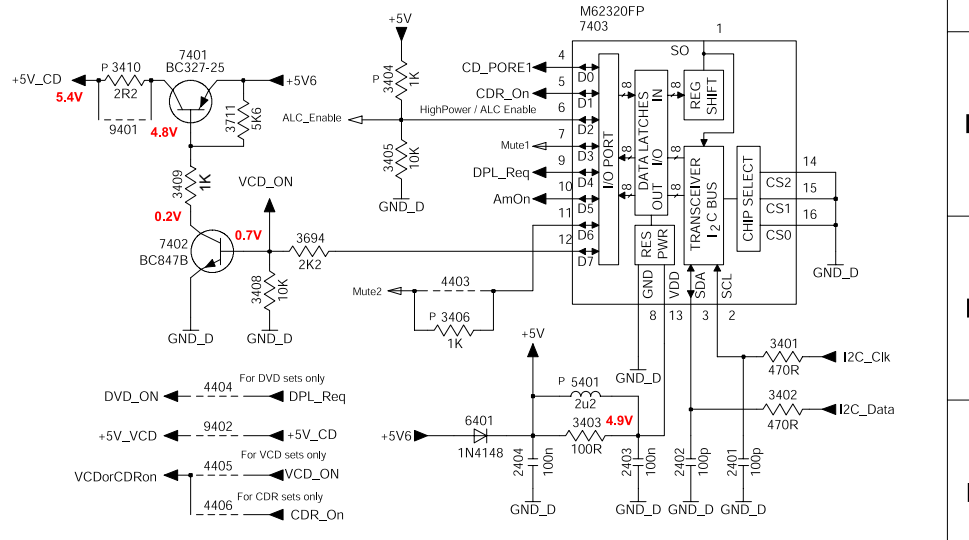 M62320FP
7403
1
+5V
SO
7401
BC327-25
P 3410
2R2
+5V_CD
5.4V
+5V6
9401
4.8V
3711
5K6
P 3404
1K
4
CD_PORE1
D0
5
CDR_On
D1
HighPower / ALC Enable
6
ALC_Enable
D2
7
Mute1
D3
9
DPL_Req
D4
10
AmOn
D5
11
D6
12
D7
I/O PORT
8
8
8
DATA LATCHES
OUT I/O IN
8
8
8
REG
SHIFT
TRANSCEIVER
I2C BUS
CHIP SELECT
14
CS2
15
CS1
16
CS0
GND_D
RES
PWR
GND
VDD
SDA
SCL
8
13
3
2
3405
10K
GND_D
3409
1K
VCD_ON
0.2V
0.7V
7402
BC847B
3694
2K2
3408
10K
GND_D
GND_D
Mute2
4403
P 3406
1K
+5V
GND_D
3401
470R
I2C_Clk
3402
470R
I2C_Data
P 5401
2u2
4.9V
3403
100R
+5V6
6401
1N4148
2404
100n
2403
100n
2402
100p
2401
100p
GND_D
GND_D
GND_D
GND_D
For DVD sets only
DVD_ON
4404
DPL_Req
+5V_VCD
9402
+5V_CD
For VCD sets only
VCDorCDRon
4405
VCD_ON
For CDR sets only
4406
CDR_On